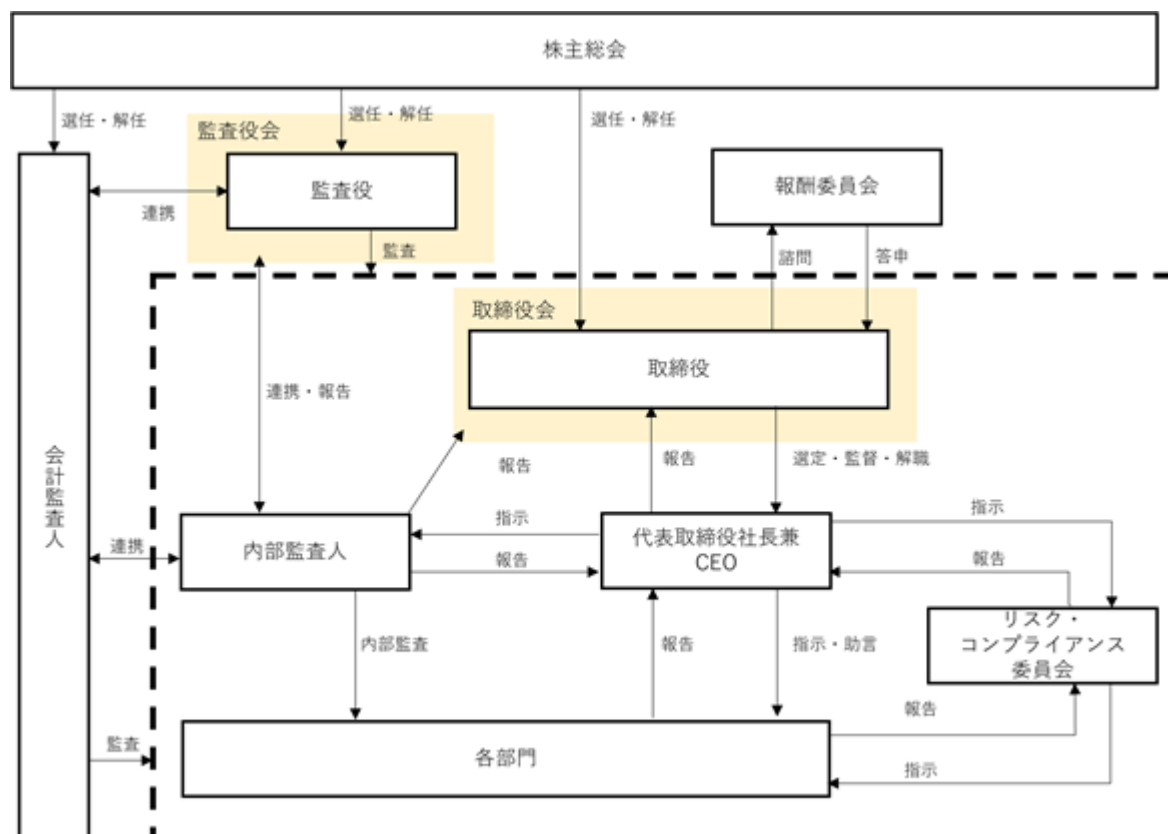 株主総会
選任・解任
選任・解任
選任・解任
監査役会
監査役
報酬委員会
連携
監査
諮問
答申
取締役会
取締役
連携・報告
会計監査人
報告
報告
選定・監督・解職
指示
指示
内部監査人
代表取締役社長兼
CEO
連携
報告
報告
リスク・
コンプライアンス
委員会
内部監査
報告
指示・助言
報告
監査
各部門
指示